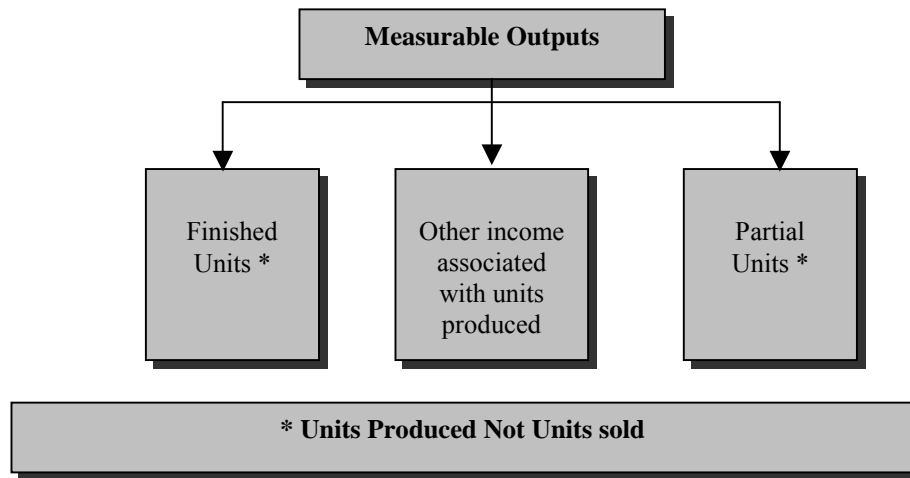 Measurable Outputs
Finished
Units *
Other income
associated
with units
produced
Partial
Units *
* Units Produced Not Units sold